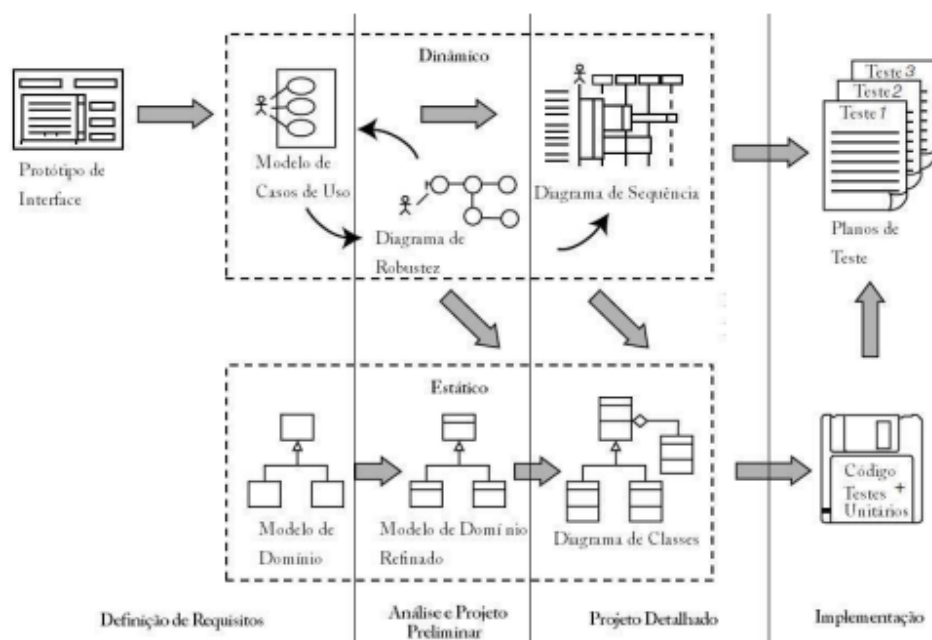 Dinâmico
Protótipo de
Interface
Modelo de
Casos de Uso
Diagrama de
Robustez
Diagrama de Sequência
Teste 3
Teste 2
Teste 1
Planos de
Teste
Estático
Modelo de
Domínio
Modelo de Domínio
Refinado
Diagrama de Classes
Código
Testes +
Unitários
Definição de Requisitos
Análise e Projeto
Preliminar
Projeto Detalhado
Implementação